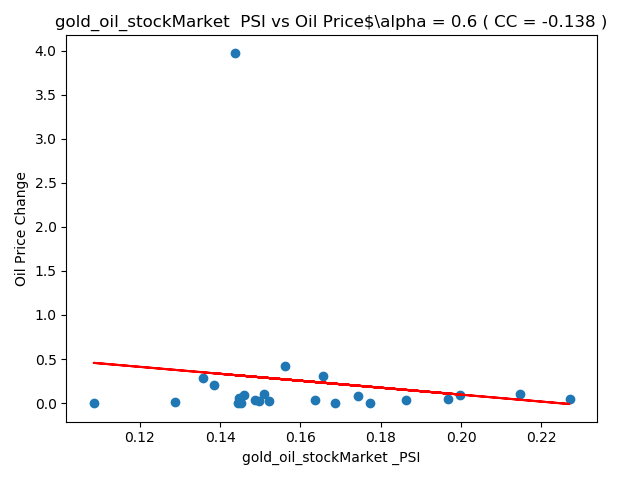 gold_oil_stockMarket  PSI vs Oil Price$\alpha = 0.6 ( CC = -0.138 )
4.0
3.5
3.0
2.5
2.0
1.5
1.0
0.5
0.0
Oil Price Change
0.12 0.14 0.16 0.18 0.20 0.22
gold_oil_stockMarket _PSI